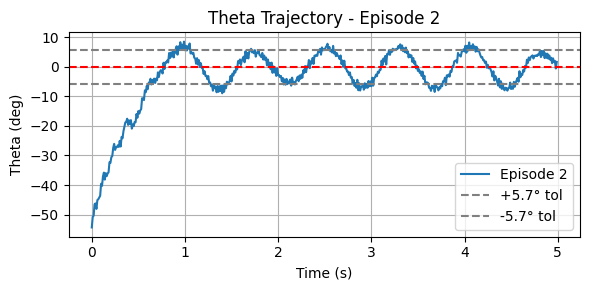 Theta Trajectory - Episode 2
Theta (deg)
10
0
−10
−20
−30
−40
−50
Episode 2
+5.7° tol
-5.7° tol
0
1
2
3
4
5
Time (s)